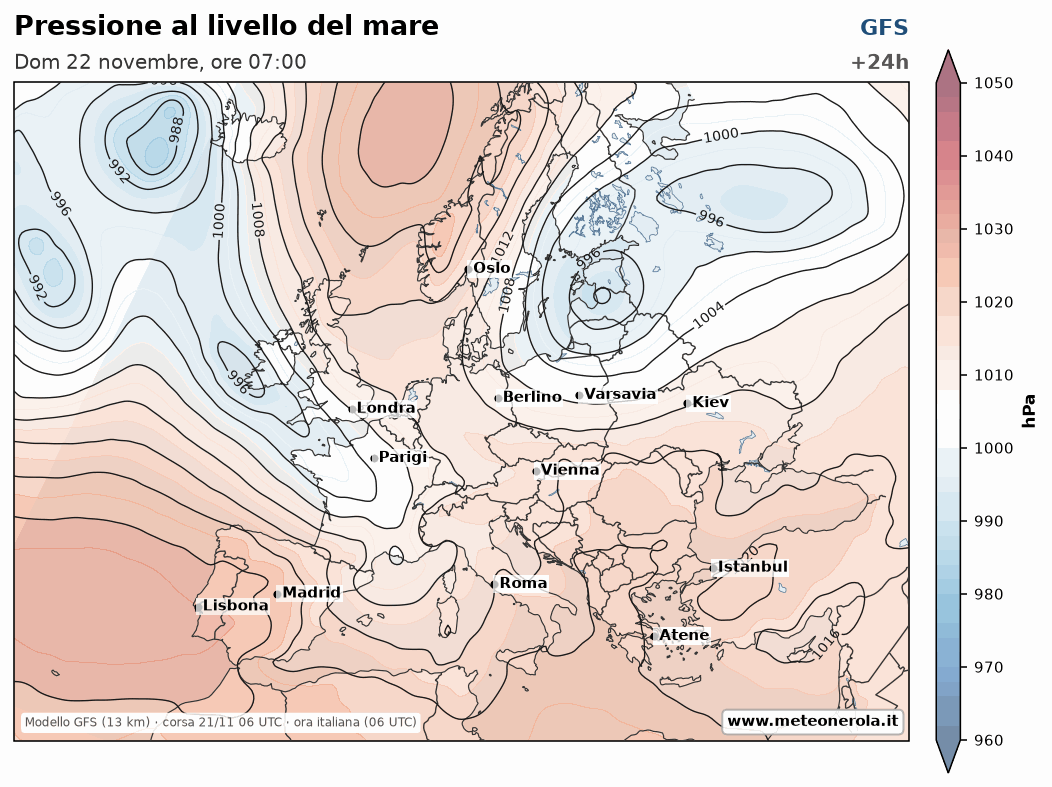 Pressione al livello del mare
GFS
Dom 22 novembre, ore 07:00
+24h
1050
988
1000
992
1040
996
1000
1008
996
1030
1012
996
Oslo
992
1008
1020
1004
996
1010
Berlino
Varsavia
Londra
Kiev
hPa
Parigi
1000
Vienna
990
Istanbul
Roma
Madrid
980
Lisbona
Atene
1016
970
Modello GFS (13 km) · corsa 21/11 06 UTC · ora italiana (06 UTC)
www.meteonerola.it
960